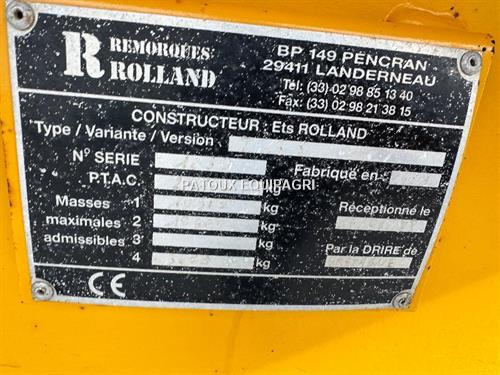 R REMORQUES ROLLAND
BP 149 PENCRAN
29411 LANDERNEAU
Tél: (33) 02 98 85 13 40
Fax: (33) 02 98 21 38 15
CONSTRUCTEUR : Ets ROLLAND
Type / Variante / Version
N° SERIE
Fabriqué en
P.T.A.C.
PATOUX EQUIPAGRI
Masses 1 kg
Réceptionné le
maximales 2 kg
admissibles 3 kg
Par la DRIRE de
4 kg
CE